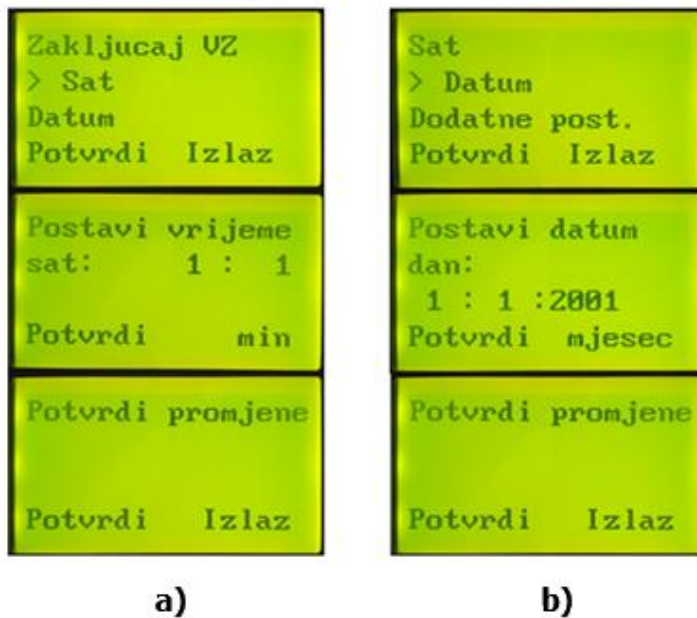 Zakljucaj VZ
> Sat
Datum
Potvrdi Izlaz
Postavi vrijeme
sat: 1 : 1
Potvrdi min
Potvrdi promjene
Potvrdi Izlaz
a)
Sat
> Datum
Dodatne post.
Potvrdi Izlaz
Postavi datum
dan:
1 : 1 :2001
Potvrdi mjesec
Potvrdi promjene
Potvrdi Izlaz
b)